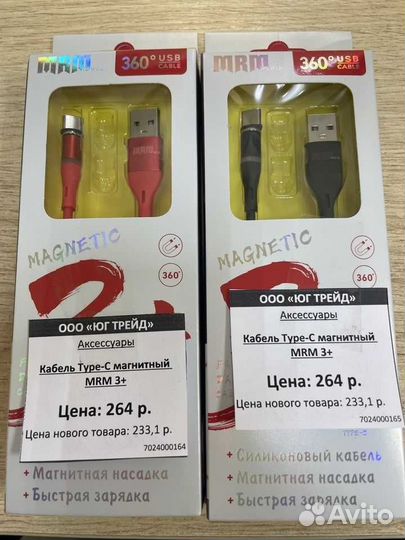 MRM
360° USB
CABLE
MRM
MAGNETIC
360°
ООО «ЮГ ТРЕЙД»
Аксессуары
Кабель Type-C магнитный
MRM 3+
Цена: 264 р.
Цена нового товара: 233,1 р.
7024000164
+ Магнитная насадка
+ Быстрая зарядка
MRM
360° USB
CABLE
MAGNETIC
360°
ООО «ЮГ ТРЕЙД»
Аксессуары
Кабель Type-C магнитный
MRM 3+
Цена: 264 р.
Цена нового товара: 233,1 р.
7024000165
+ Силиконовый кабель
+ Магнитная насадка
+ Быстрая зарядка
Avito